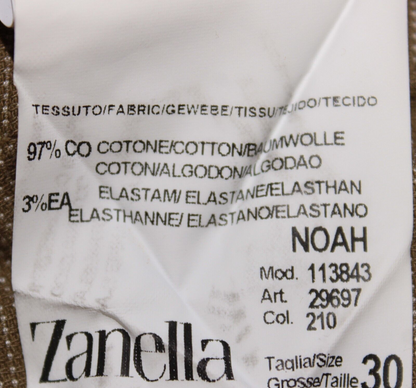 TESSUTO/FABRIC/GEWEBE/TISSU/TEJIDO/TECIDO
97% CO COTONE/COTTON/BAUMWOLLE
COTON/ALGODON/ALGODAO
3%EA ELASTAM/ ELASTANE/ELASTHAN
ELASTHANNE/ ELASTANO/ELASTANO
NOAH
Mod. 113843
Art. 29697
Col. 210
Zanella
Taglia/Size
Grosse/Taille 30